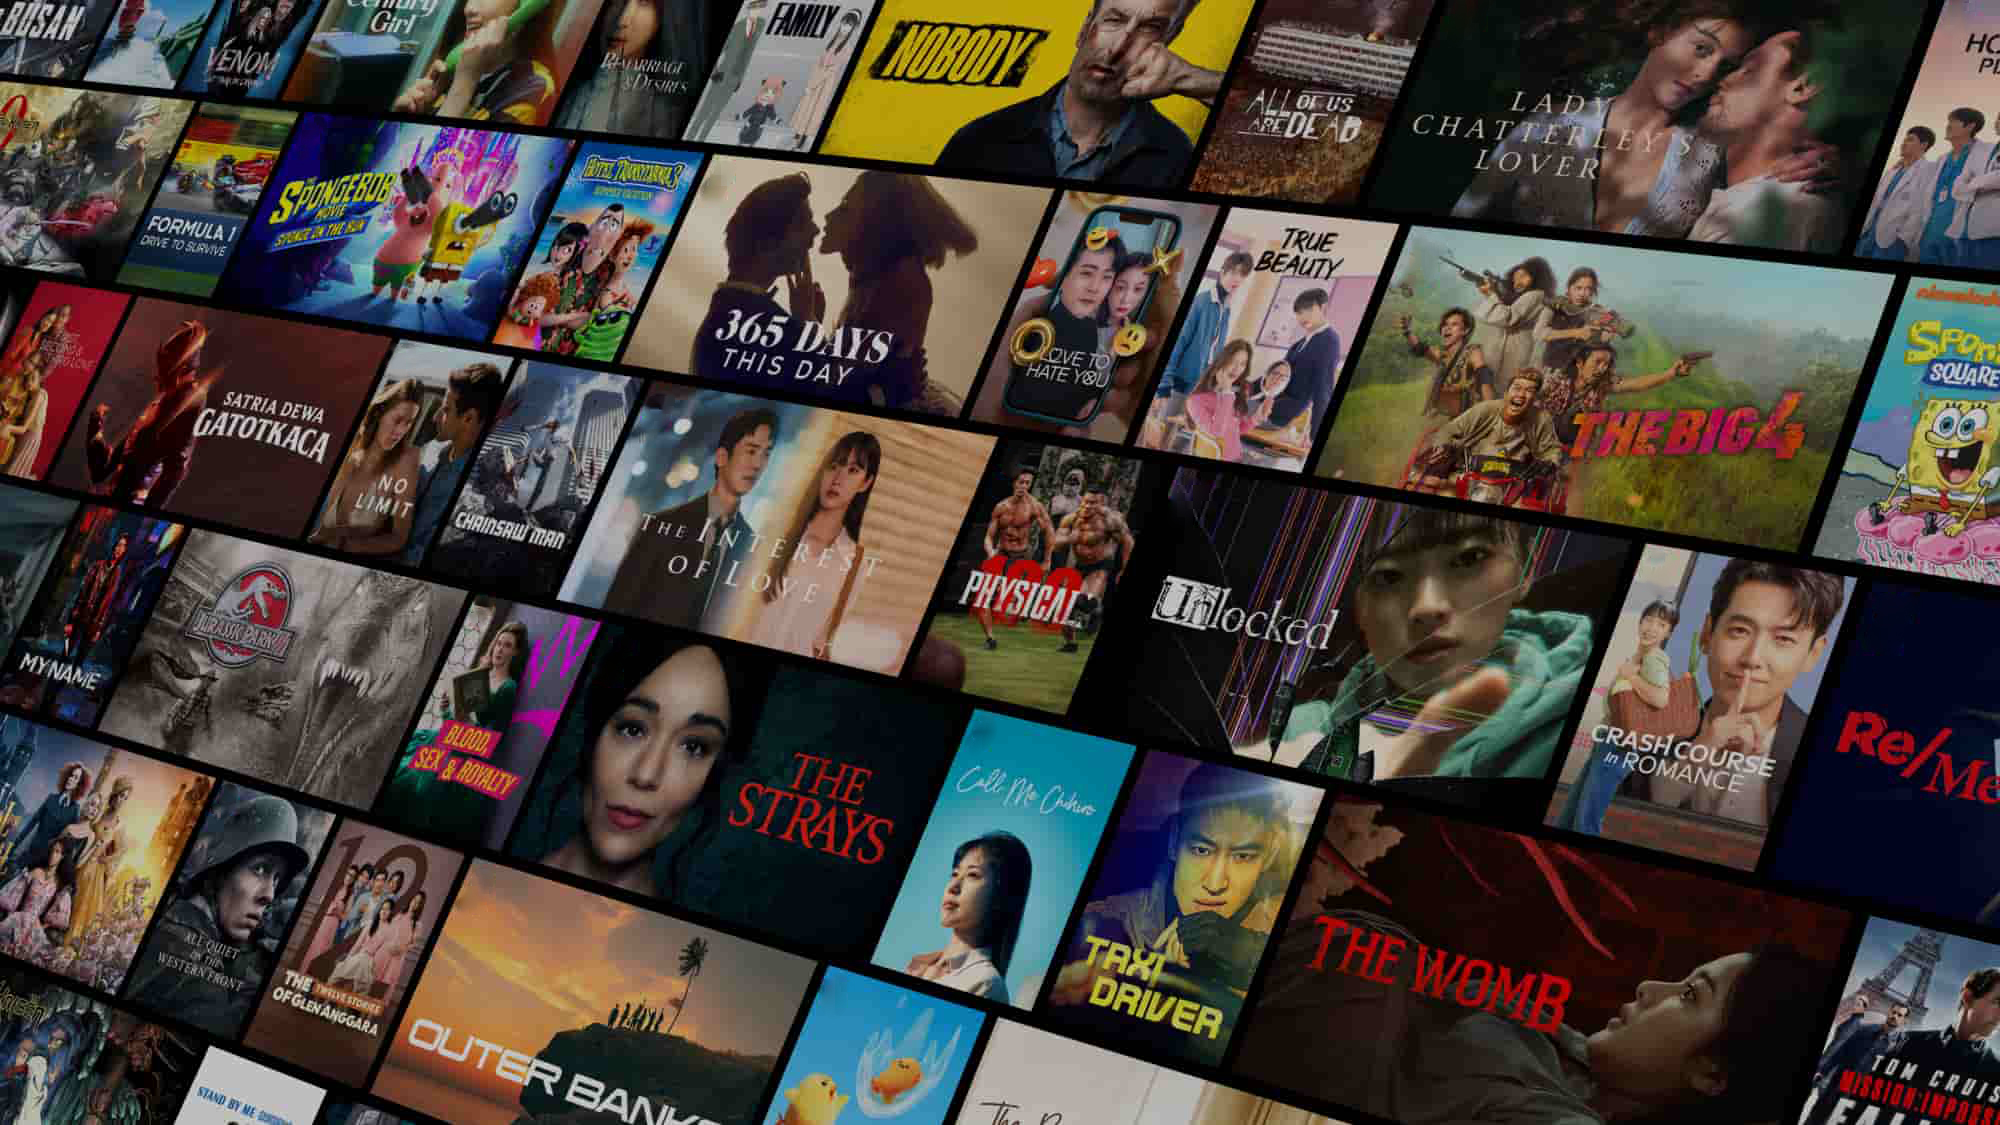 BUSAN
VENOM
Century
Girl
REMARRIAGE
& DESIRES
FAMILY
NOBODY
ALL OF US
ARE DEAD
LADY
CHATTERLEY'S
LOVER
FORMULA 1
DRIVE TO SURVIVE
THE
SPONGEBOB
MOVIE
SPONGE ON THE RUN
HOTEL TRANSYLVANIA 3
SUMMER VACATION
365 DAYS
THIS DAY
LOVE TO
HATE YOU
TRUE
BEAUTY
THE BIG 4
nickelod
SPON
SQUARE
SATRIA DEWA
GATOTKACA
NO
LIMIT
CHAINSAW MAN
THE INTEREST
OF LOVE
100
PHYSICAL
Unlocked
CRASH COURSE
in ROMANCE
Re/Me
MY NAME
JURASSIC PARK III
BLOOD,
SEX & ROYALTY
THE
STRAYS
Call Me Chihiro
TAXI
DRIVER
THE WOMB
ALL QUIET
ON THE
WESTERN FRONT
12
THE TWELVE STORIES
OF GLEN ANGGARA
OUTER BANKS
STAND BY ME
The
TOM CRUIS
MISSION:IMPOSS
FALL